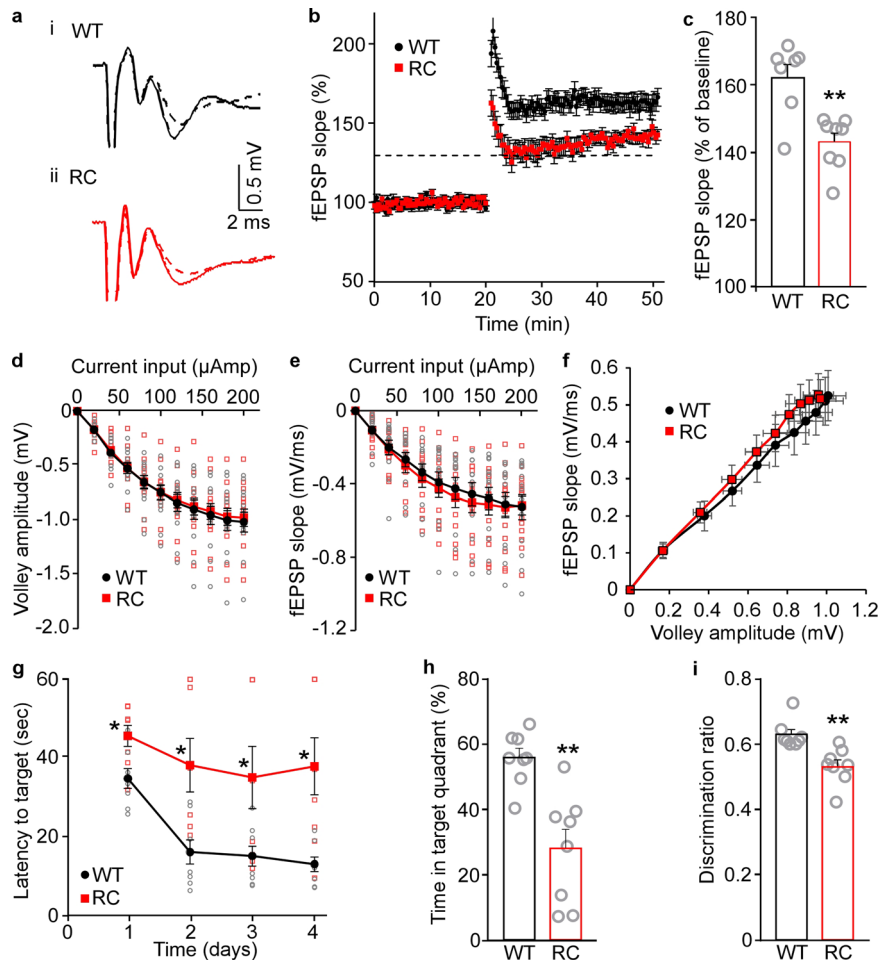 a
i
WT
ii
RC
0.5 mV
2 ms
b
WT
RC
fEPSP slope (%)
200
150
100
50
0
10
20
30
40
50
Time (min)
c
fEPSP slope (% of baseline)
180
160
140
120
100
**
WT
RC
d
Current input (µAmp)
0
50
100
150
200
Volley amplitude (mV)
0
-0.5
-1.0
-1.5
-2.0
WT
RC
e
Current input (µAmp)
0
50
100
150
200
fEPSP slope (mV/ms)
0
-0.4
-0.8
-1.2
WT
RC
f
fEPSP slope (mV/ms)
0.6
0.5
0.4
0.3
0.2
0.1
0
WT
RC
0
0.2
0.4
0.6
0.8
1.0
1.2
Volley amplitude (mV)
g
Latency to target (sec)
60
40
20
0
*
*
*
*
WT
RC
0
1
2
3
4
Time (days)
h
Time in target quadrant (%)
80
60
40
20
0
**
WT
RC
i
Discrimination ratio
0.8
0.6
0.4
0.2
0
**
WT
RC